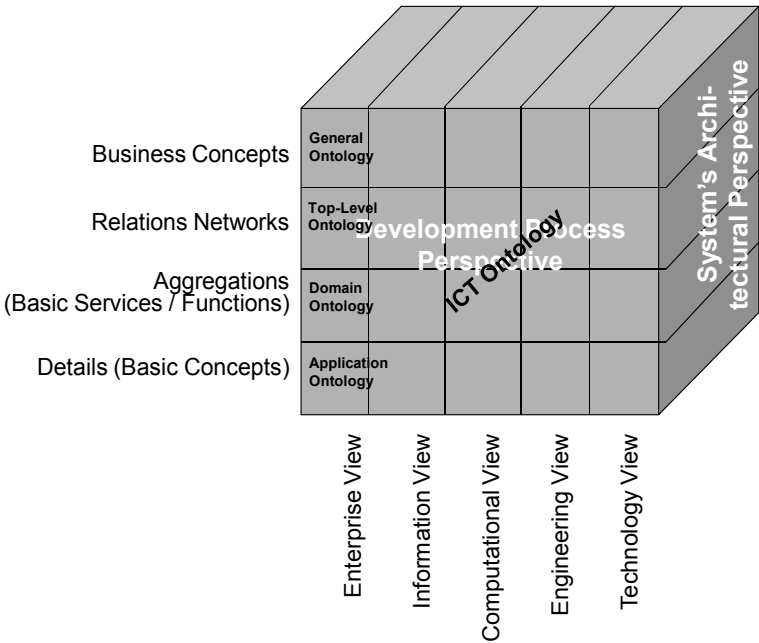 Business Concepts
Relations Networks
Aggregations
(Basic Services / Functions)
Details (Basic Concepts)
General
Ontology
Top-Level
Ontology
Domain
Ontology
Application
Ontology
Development Process
Perspective
ICT Ontology
System's Archi-
tectural Perspective
Enterprise View
Information View
Computational View
Engineering View
Technology View